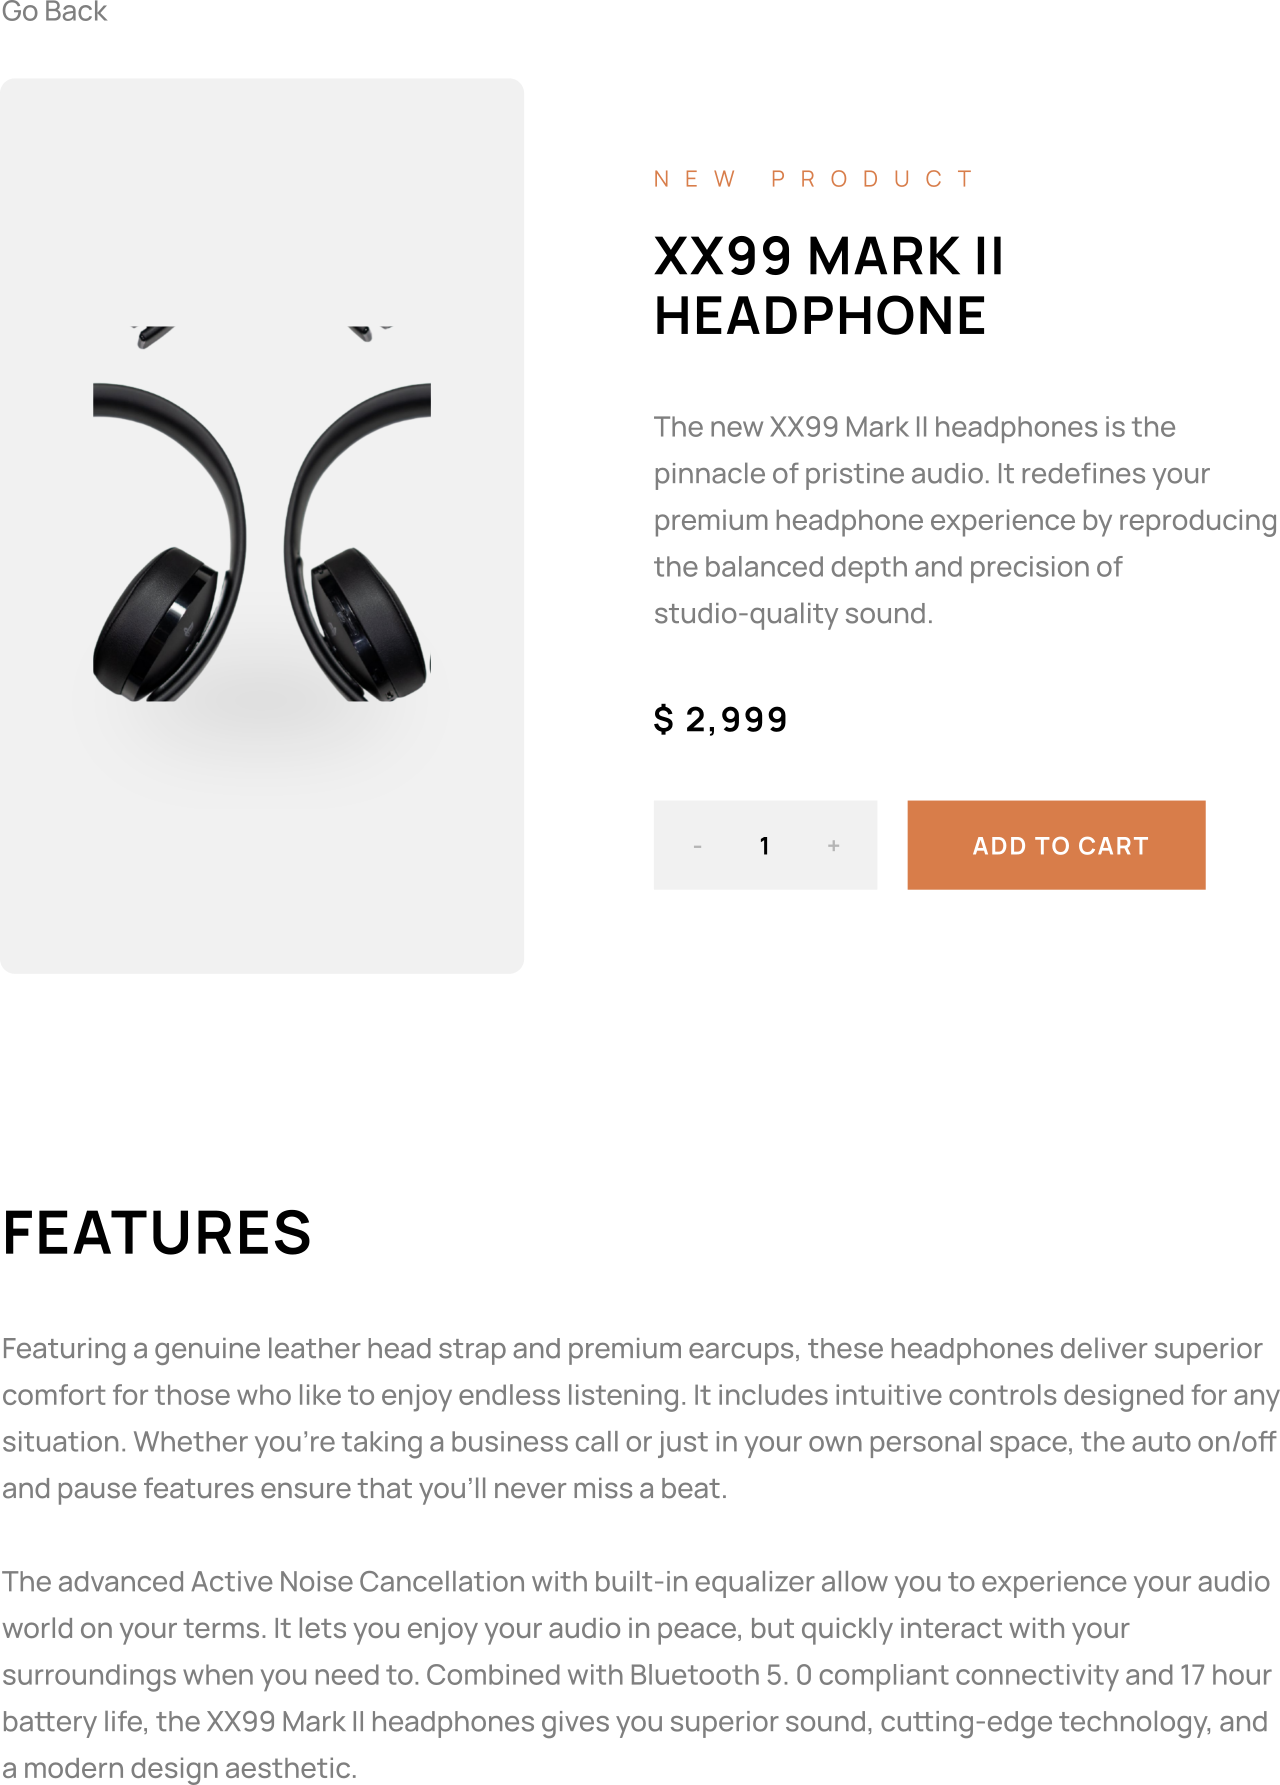 Go Back
NEW PRODUCT
XX99 MARK II
HEADPHONE
The new XX99 Mark II headphones is the
pinnacle of pristine audio. It redefines your
premium headphone experience by reproducing
the balanced depth and precision of
studio-quality sound.
$ 2,999
- 1 +
ADD TO CART
FEATURES
Featuring a genuine leather head strap and premium earcups, these headphones deliver superior
comfort for those who like to enjoy endless listening. It includes intuitive controls designed for any
situation. Whether you’re taking a business call or just in your own personal space, the auto on/off
and pause features ensure that you’ll never miss a beat.
The advanced Active Noise Cancellation with built-in equalizer allow you to experience your audio
world on your terms. It lets you enjoy your audio in peace, but quickly interact with your
surroundings when you need to. Combined with Bluetooth 5. 0 compliant connectivity and 17 hour
battery life, the XX99 Mark II headphones gives you superior sound, cutting-edge technology, and
a modern design aesthetic.